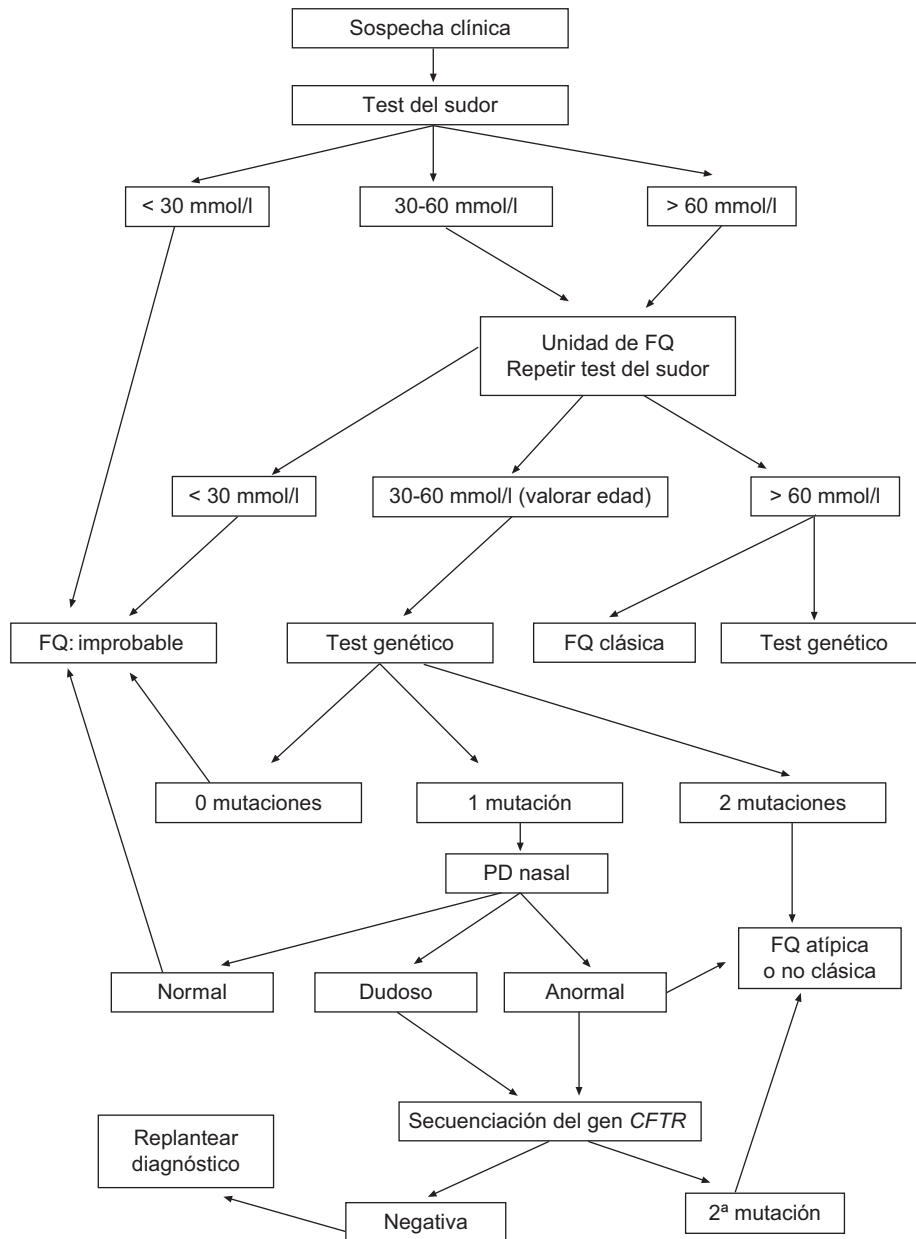 Sospecha clínica
Test del sudor
< 30 mmol/l
30-60 mmol/l
> 60 mmol/l
Unidad de FQ
Repetir test del sudor
< 30 mmol/l
30-60 mmol/l (valorar edad)
> 60 mmol/l
FQ: improbable
Test genético
FQ clásica
Test genético
0 mutaciones
1 mutación
2 mutaciones
PD nasal
FQ atípica
o no clásica
Normal
Dudoso
Anormal
Secuenciación del gen CFTR
Replantear
diagnóstico
Negativa
2ª mutación